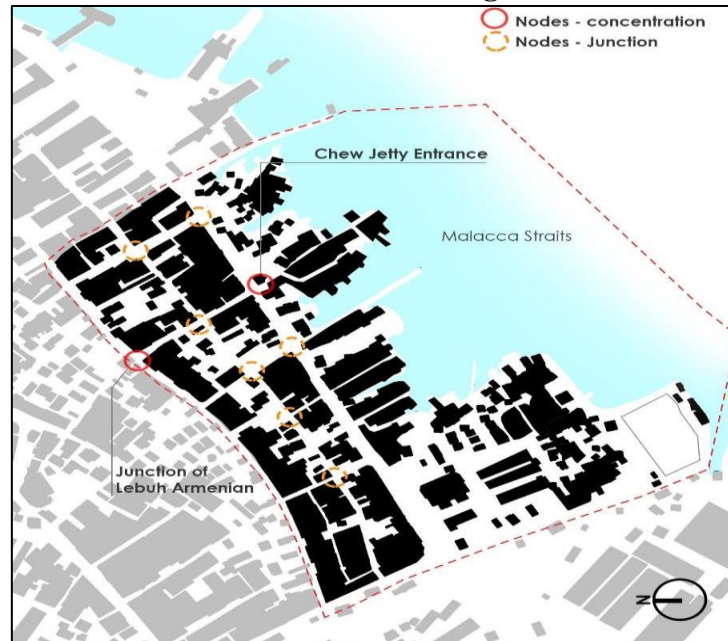 Nodes - concentration
Nodes - Junction
Chew Jetty Entrance
Malacca Straits
Junction of
Lebuh Armenian
N